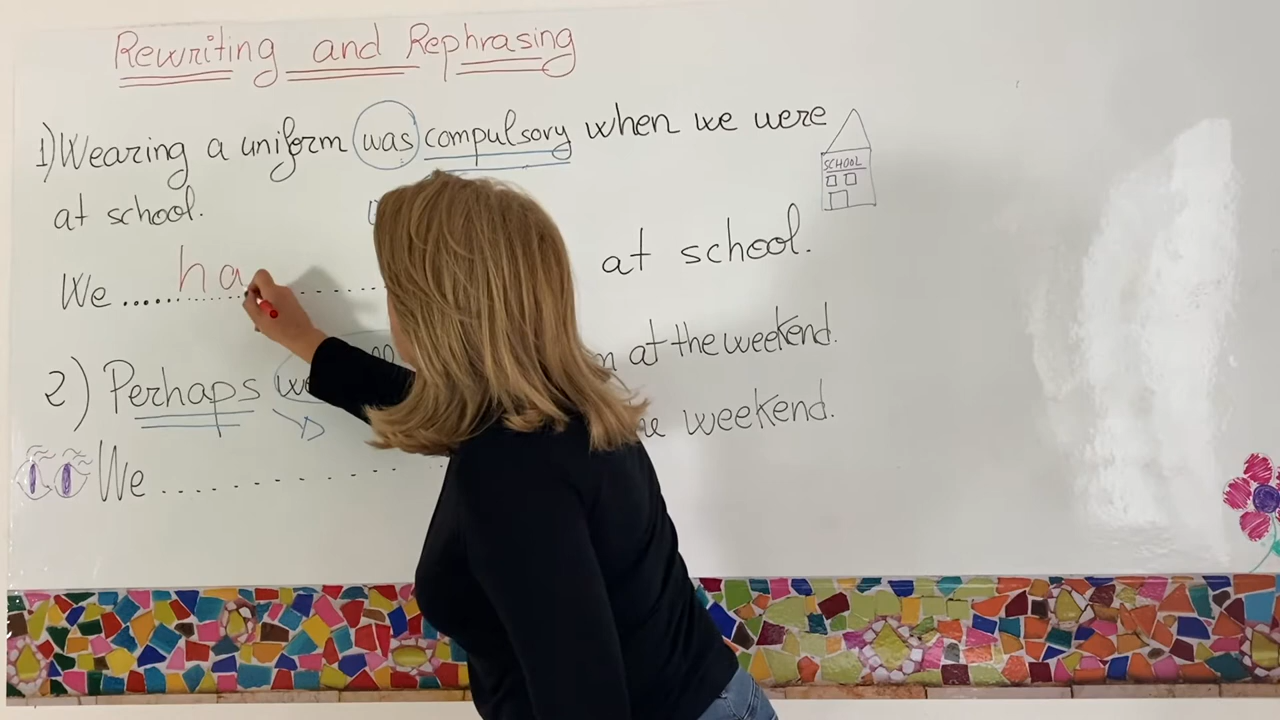 Rewriting and Rephrasing
1) Wearing a uniform was compulsory when we were
SCHOOL
at school.
We ..... ha at school.
2) Perhaps we at the weekend.
weekend.
We